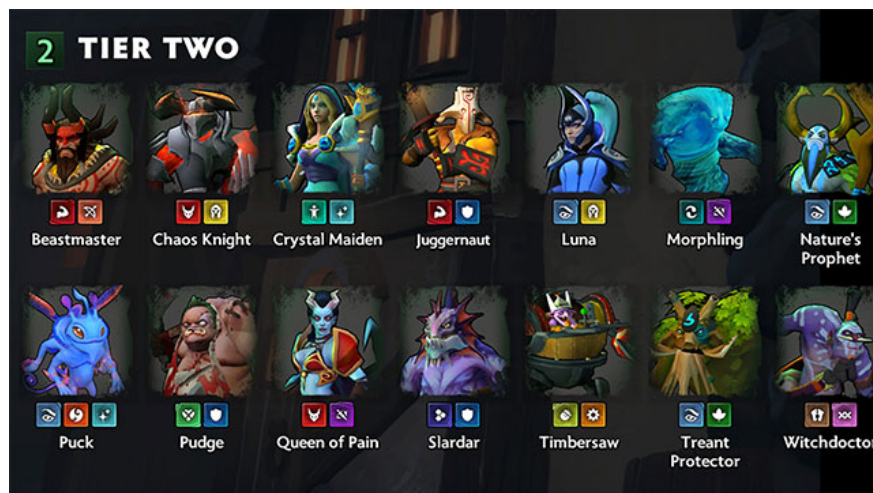 2 TIER TWO
Beastmaster Chaos Knight Crystal Maiden Juggernaut Luna Morphling Nature's
Prophet
Puck Pudge Queen of Pain Slardar Timbersaw Treant Witchdoctor
Protector